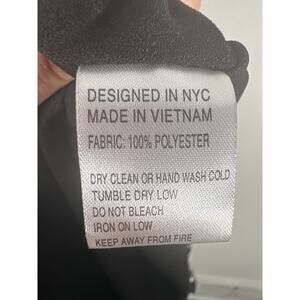 DESIGNED IN NYC
MADE IN VIETNAM
FABRIC: 100% POLYESTER
DRY CLEAN OR HAND WASH COLD
TUMBLE DRY LOW
DO NOT BLEACH
IRON ON LOW
KEEP AWAY FROM FIRE